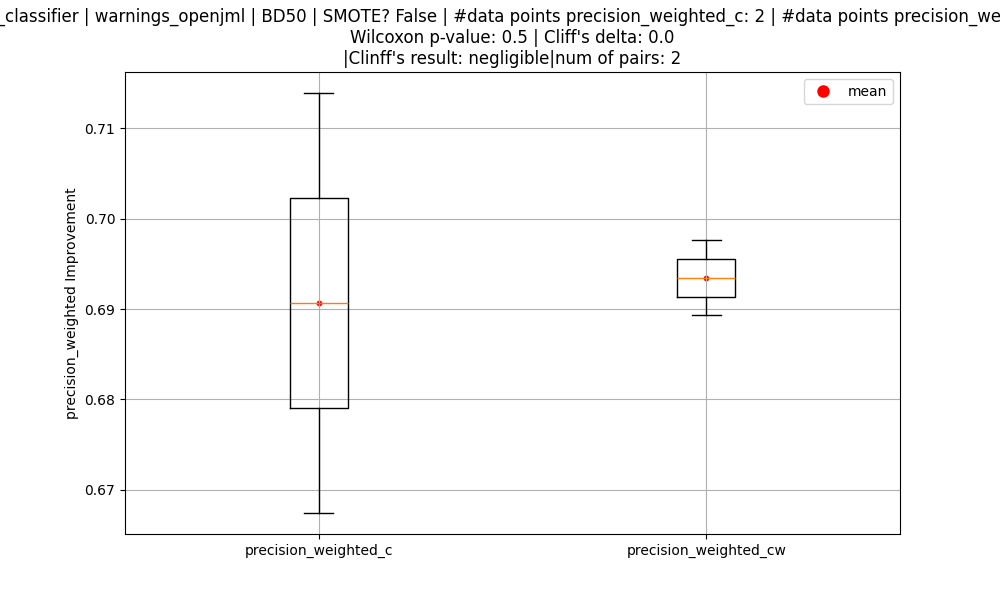 _classifier | warnings_openjml | BD50 | SMOTE? False | #data points precision_weighted_c: 2 | #data points precision_we
Wilcoxon p-value: 0.5 | Cliff's delta: 0.0
|Clinff's result: negligible|num of pairs: 2
mean
0.71
0.70
0.69
0.68
0.67
precision_weighted Improvement
precision_weighted_c
precision_weighted_cw